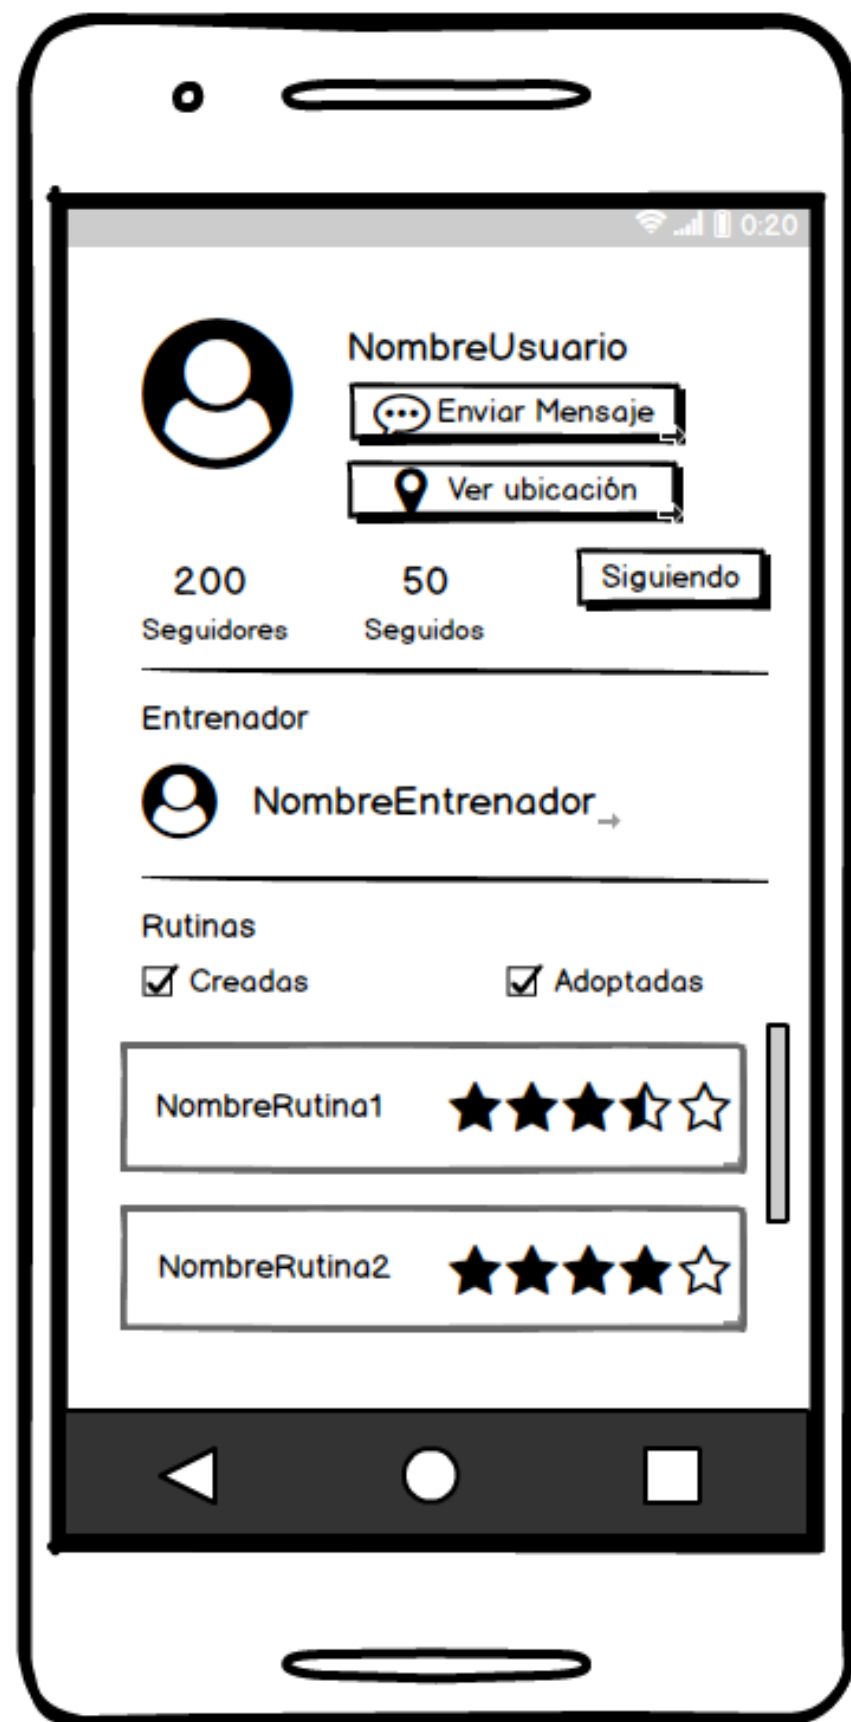 0:20
NombreUsuario
Enviar Mensaje
Ver ubicación
200 50 Siguiendo
Seguidores Seguidos
Entrenador
NombreEntrenador
Rutinas
Creadas Adoptadas
NombreRutina1
NombreRutina2